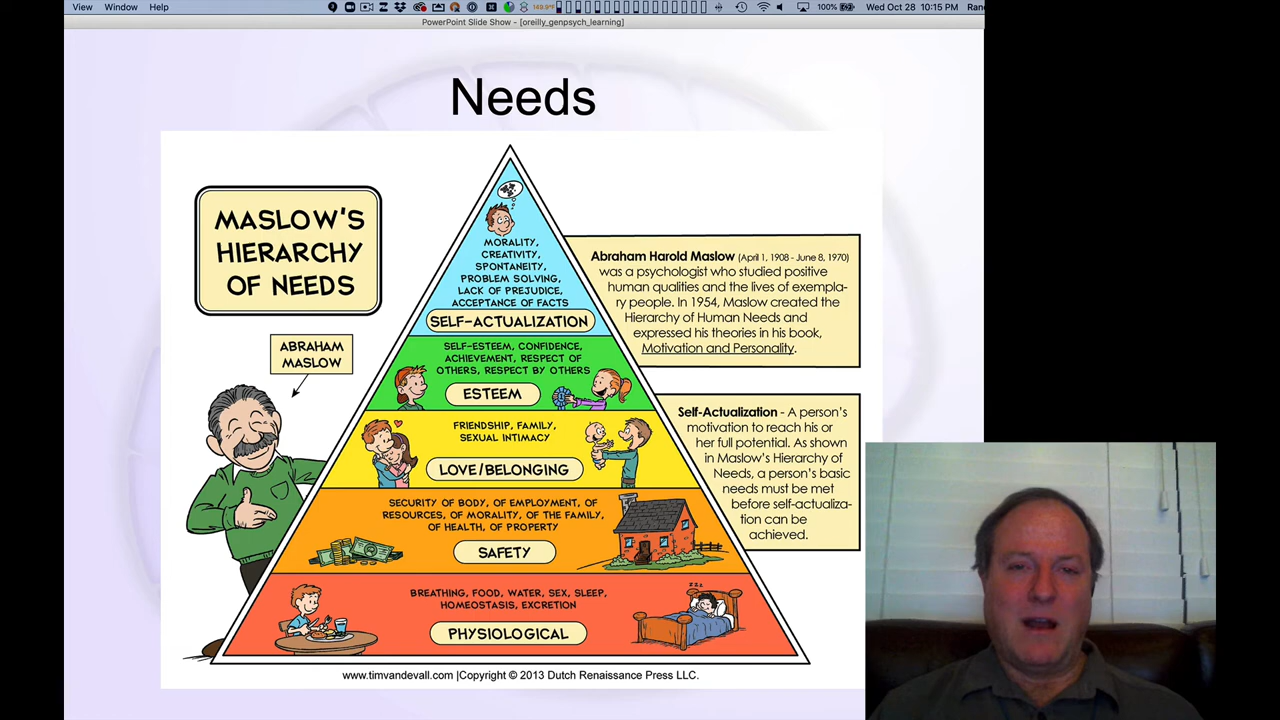 View Window Help
149.9°F
100%
Wed Oct 28 10:15 PM
PowerPoint Slide Show - [oreilly_genpsych_learning]
Needs
MASLOW'S
HIERARCHY
OF NEEDS
ABRAHAM
MASLOW
MORALITY,
CREATIVITY,
SPONTANEITY,
PROBLEM SOLVING,
LACK OF PREJUDICE,
ACCEPTANCE OF FACTS
SELF-ACTUALIZATION
SELF-ESTEEM, CONFIDENCE,
ACHIEVEMENT, RESPECT OF
OTHERS, RESPECT BY OTHERS
ESTEEM
FRIENDSHIP, FAMILY,
SEXUAL INTIMACY
LOVE/BELONGING
SECURITY OF BODY, OF EMPLOYMENT, OF
RESOURCES, OF MORALITY, OF THE FAMILY,
OF HEALTH, OF PROPERTY
SAFETY
BREATHING, FOOD, WATER, SEX, SLEEP,
HOMEOSTASIS, EXCRETION
ZZZ
PHYSIOLOGICAL
Abraham Harold Maslow (April 1, 1908 - June 8, 1970)
was a psychologist who studied positive
human qualities and the lives of exempla-
ry people. In 1954, Maslow created the
Hierarchy of Human Needs and
expressed his theories in his book,
Motivation and Personality.
Self-Actualization - A person's
motivation to reach his or
her full potential. As shown
in Maslow's Hierarchy of
Needs, a person's basic
needs must be met
before self-actualiza-
tion can be
achieved.
www.timvandevall.com |Copyright © 2013 Dutch Renaissance Press LLC.